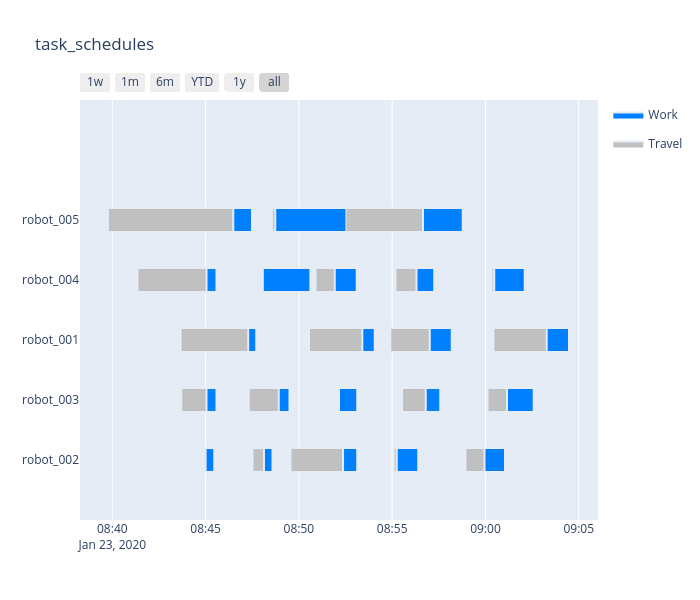 task_schedules
1w 1m 6m YTD 1y all
Work
Travel
robot_005
robot_004
robot_001
robot_003
robot_002
08:40 08:45 08:50 08:55 09:00 09:05
Jan 23, 2020